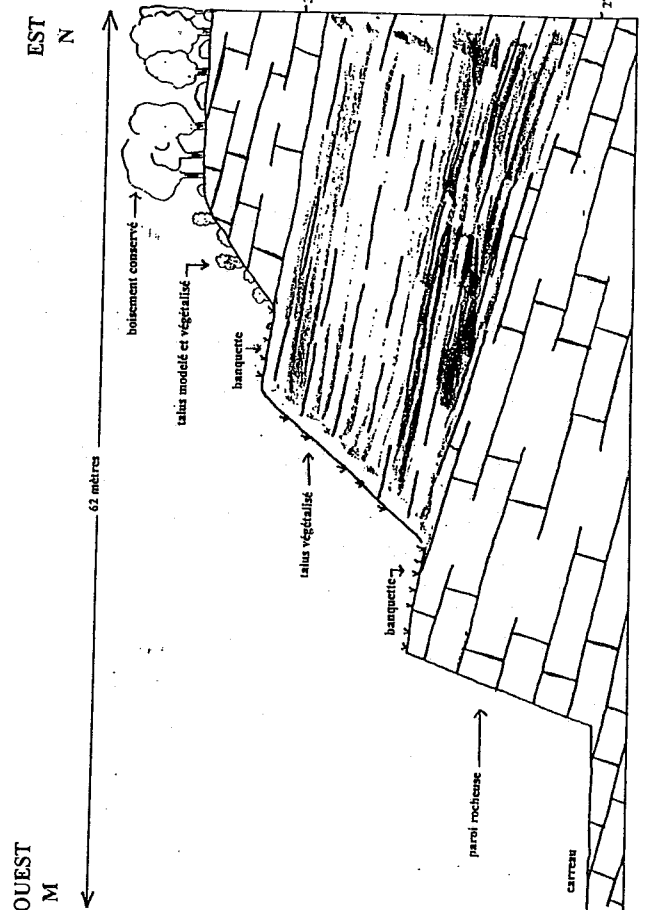 OUEST
M
EST
N
62 mètres
boisement conservé
talus modelé et végétalisé
banquette
talus végétalisé
banquette
paroi rocheuse
carreau